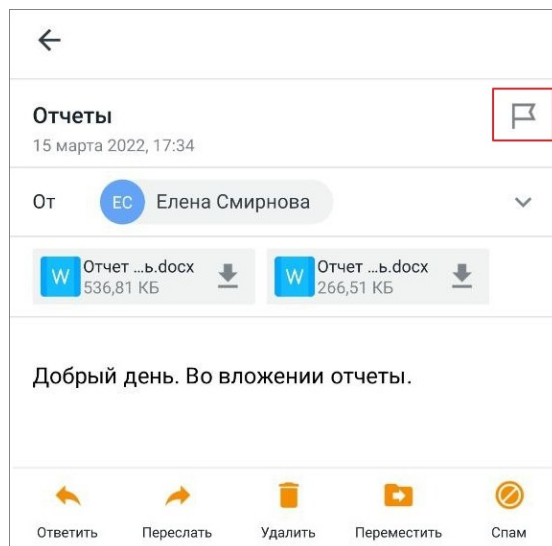 Отчеты
15 марта 2022, 17:34
От ЕС Елена Смирнова
W Отчет ...ь.docx W Отчет ...ь.docx
536,81 КБ 266,51 КБ
Добрый день. Во вложении отчеты.
Ответить Переслать Удалить Переместить Спам